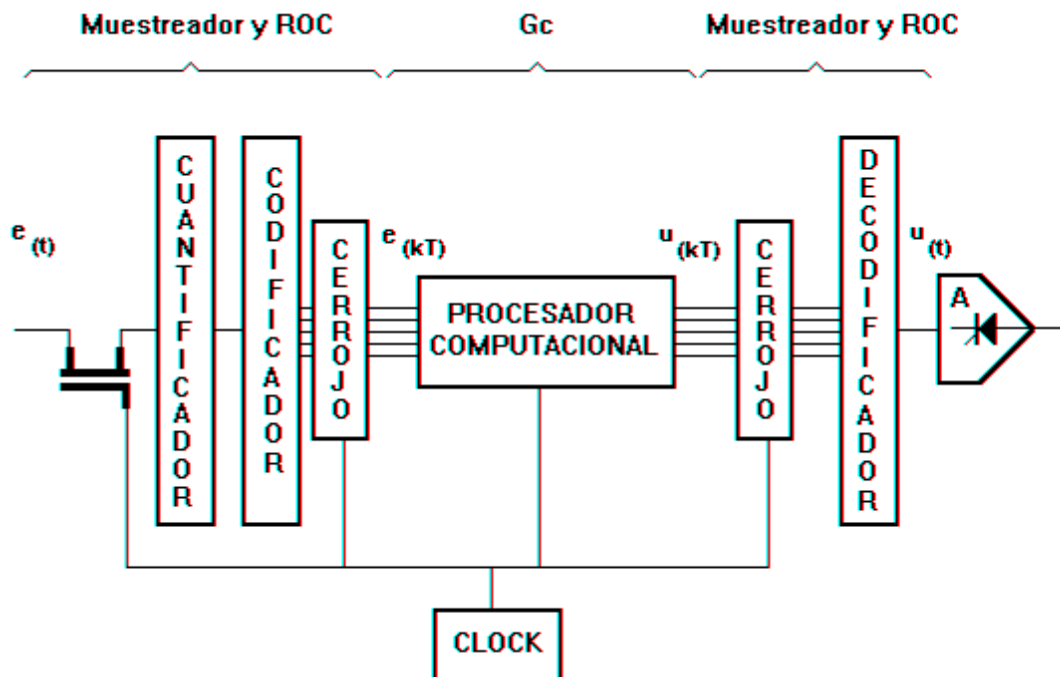 Muestreador y ROC
Gc
Muestreador y ROC
e(t)
CUANTIFICADOR
CODIFICADOR
CERROJO
e(kT)
PROCESADOR
COMPUTACIONAL
u(kT)
CERROJO
DECODIFICADOR
u(t)
A
CLOCK